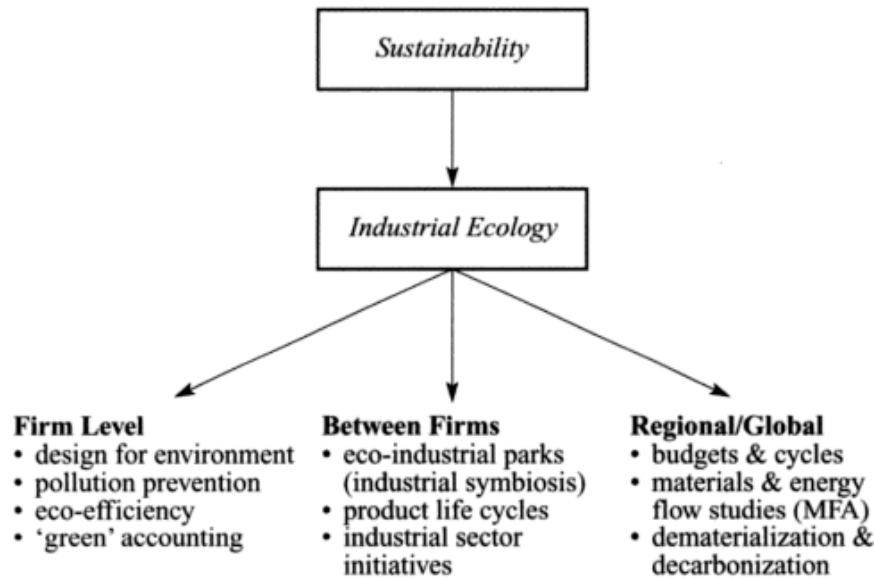 Sustainability
Industrial Ecology
Firm Level
• design for environment
• pollution prevention
• eco-efficiency
• ‘green’ accounting
Between Firms
• eco-industrial parks
(industrial symbiosis)
• product life cycles
• industrial sector
initiatives
Regional/Global
• budgets & cycles
• materials & energy
flow studies (MFA)
• dematerialization &
decarbonization